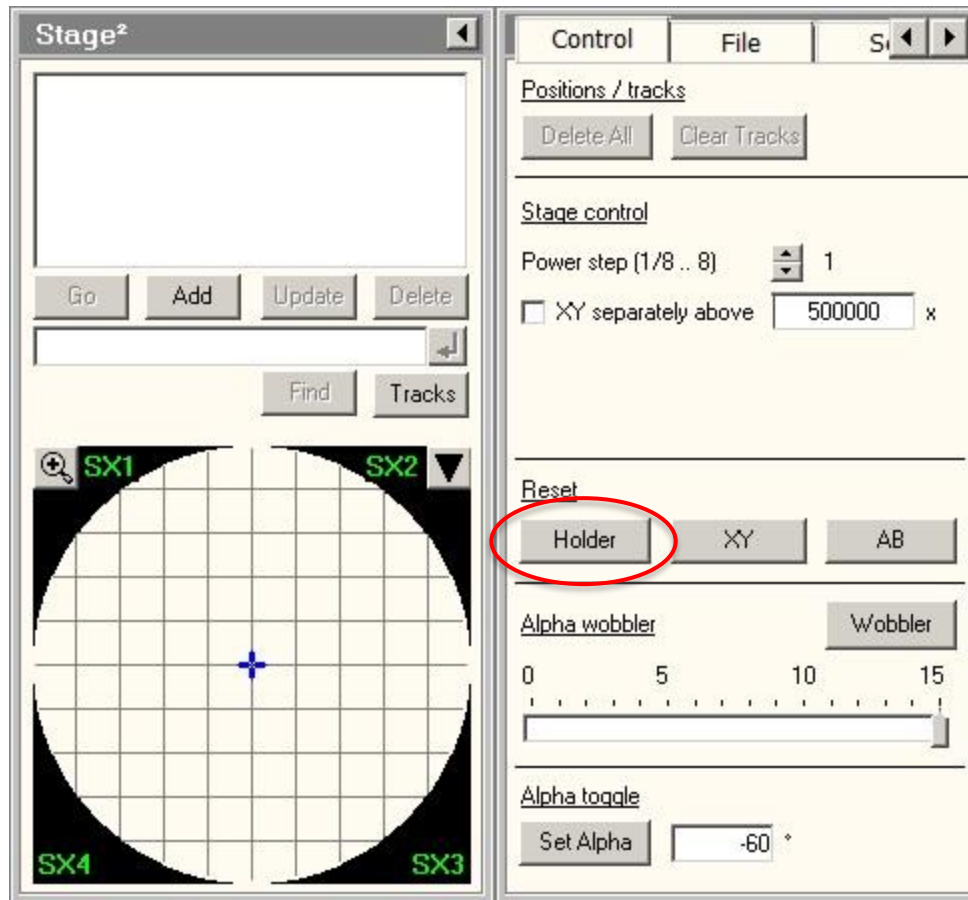 Stage²
Go Add Update Delete
Find Tracks
SX1 SX2
SX4 SX3
Control File
Positions / tracks
Delete All Clear Tracks
Stage control
Power step (1/8 .. 8) 1
XY separately above 500000 x
Reset
Holder XY AB
Alpha wobbler Wobbler
0 5 10 15
Alpha toggle
Set Alpha -60 °